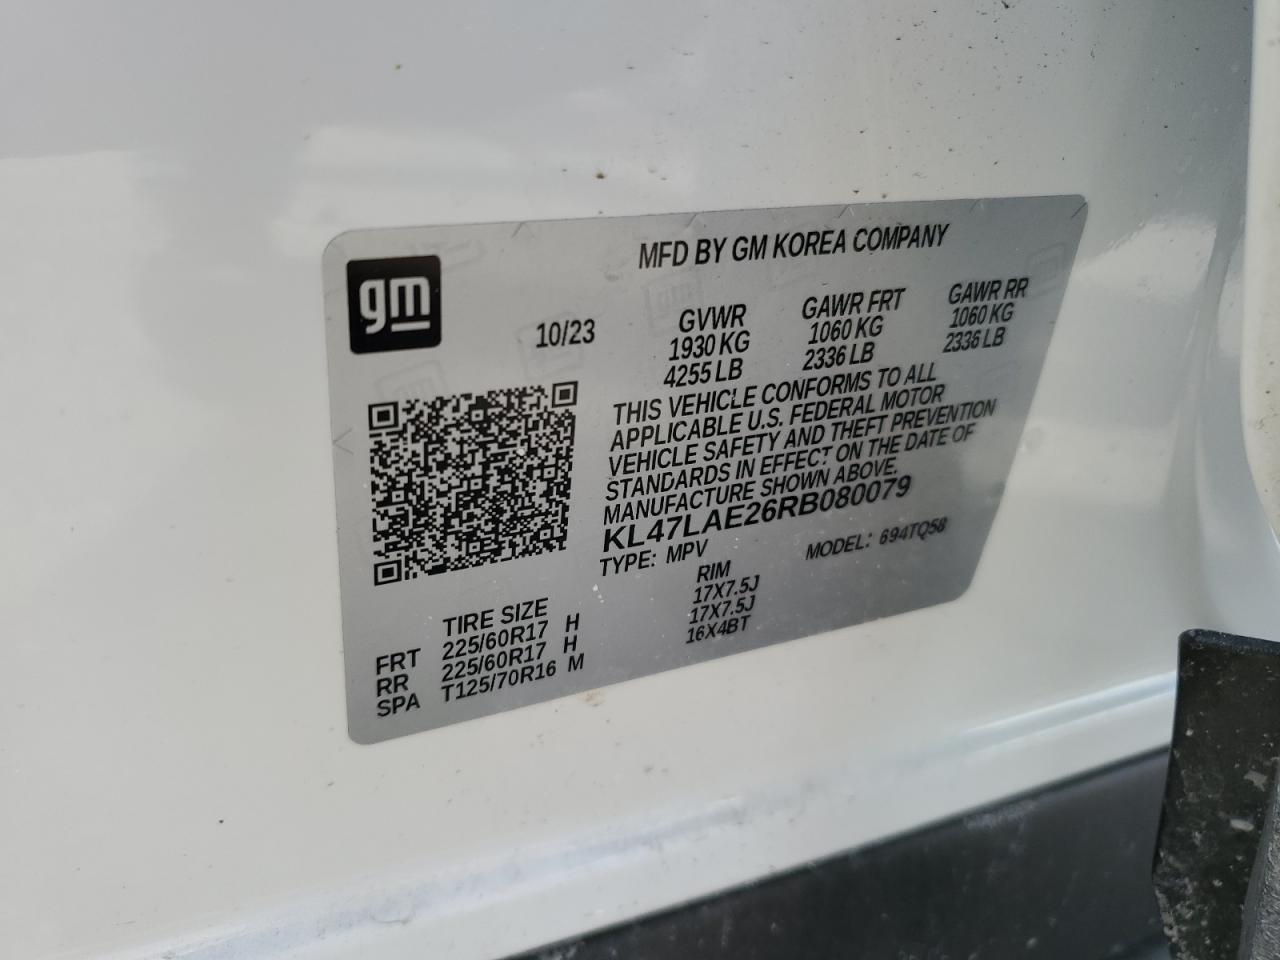 MFD BY GM KOREA COMPANY
gm
10/23
GVWR GAWR FRT GAWR RR
1930 KG 1060 KG 1060 KG
4255 LB 2336 LB 2336 LB
THIS VEHICLE CONFORMS TO ALL
APPLICABLE U.S. FEDERAL MOTOR
VEHICLE SAFETY AND THEFT PREVENTION
STANDARDS IN EFFECT ON THE DATE OF
MANUFACTURE SHOWN ABOVE.
KL47LAE26RB080079
TYPE: MPV MODEL: 694TQ58
TIRE SIZE RIM
FRT 225/60R17 H 17X7.5J
RR 225/60R17 H 17X7.5J
SPA T125/70R16 M 16X4BT